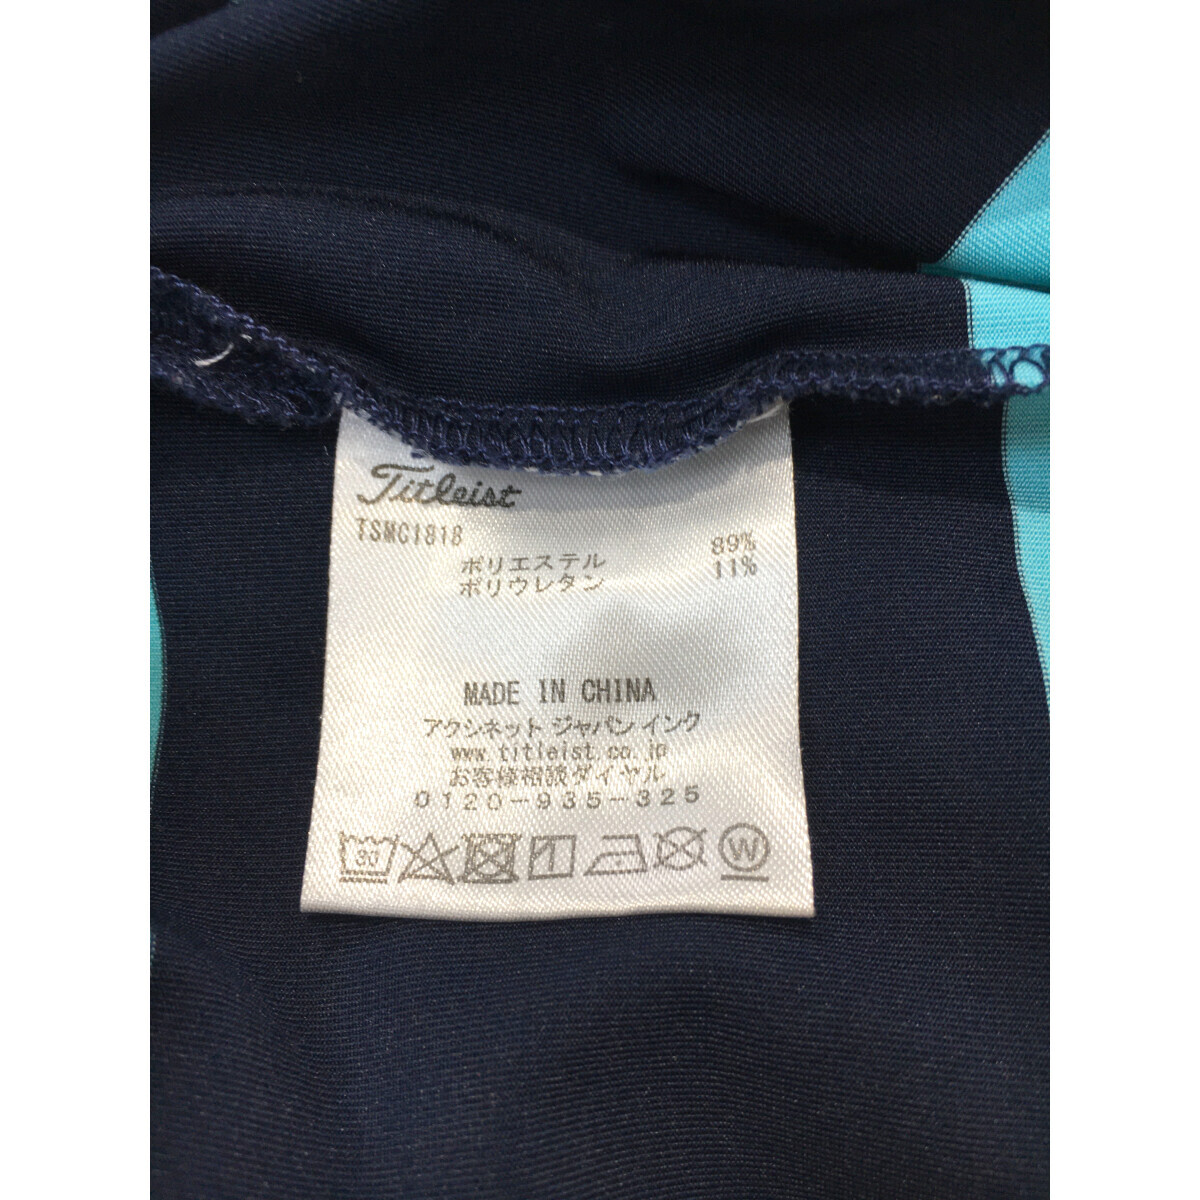 Titleist
TSMC1818
ポリエステル 89%
ポリウレタン 11%
MADE IN CHINA
アクシネット ジャパン インク
www.titleist.co.jp
お客様相談ダイヤル
0120-935-325
30
W